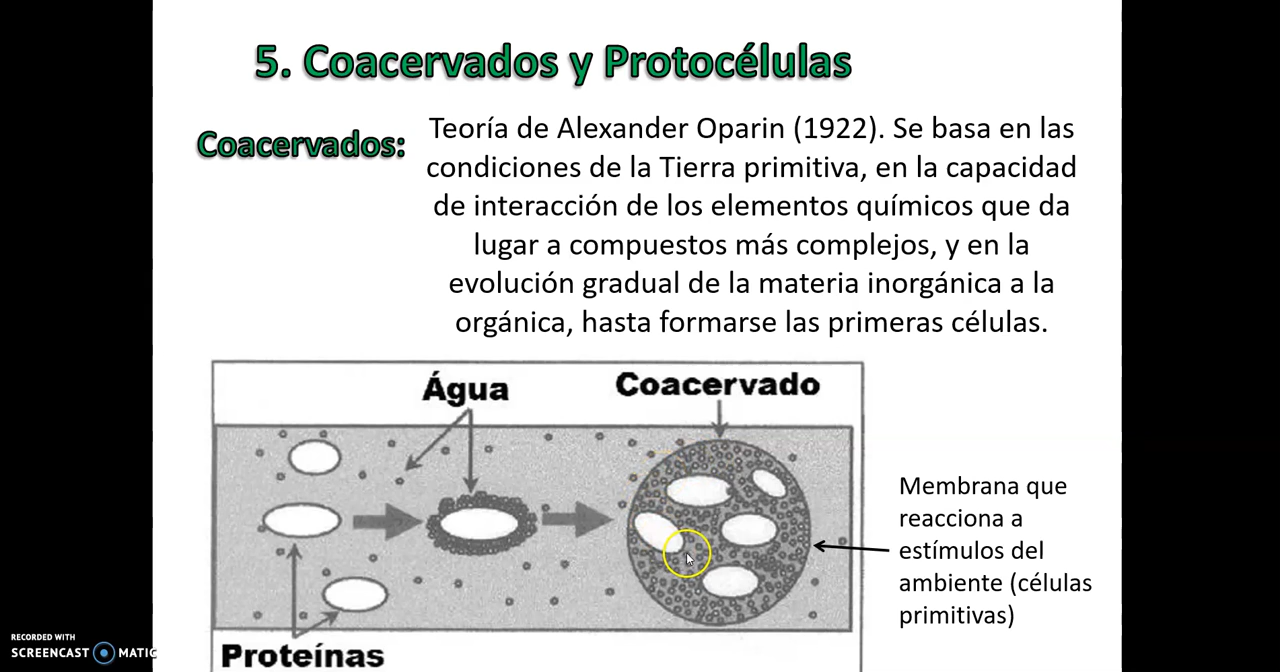 5. Coacervados y Protocélulas
Coacervados:
Teoría de Alexander Oparin (1922). Se basa en las
condiciones de la Tierra primitiva, en la capacidad
de interacción de los elementos químicos que da
lugar a compuestos más complejos, y en la
evolución gradual de la materia inorgánica a la
orgánica, hasta formarse las primeras células.
Água
Coacervado
Membrana que
reacciona a
estímulos del
ambiente (células
primitivas)
Proteínas
RECORDED WITH
SCREENCAST MATIC